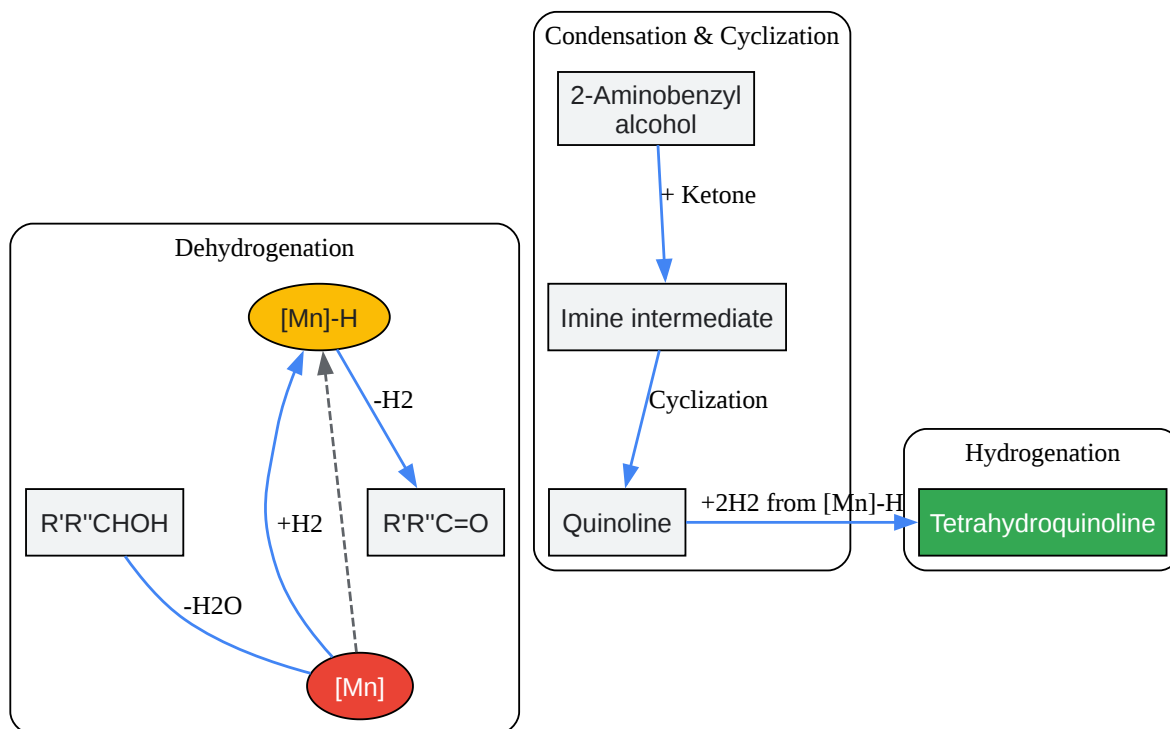 Condensation & Cyclization
2-Aminobenzyl
alcohol
+ Ketone
Imine intermediate
Cyclization
Quinoline
Dehydrogenation
[Mn]-H
-H2
R'R''CHOH
+H2
R'R''C=O
-H2O
[Mn]
+2H2 from [Mn]-H
Hydrogenation
Tetrahydroquinoline